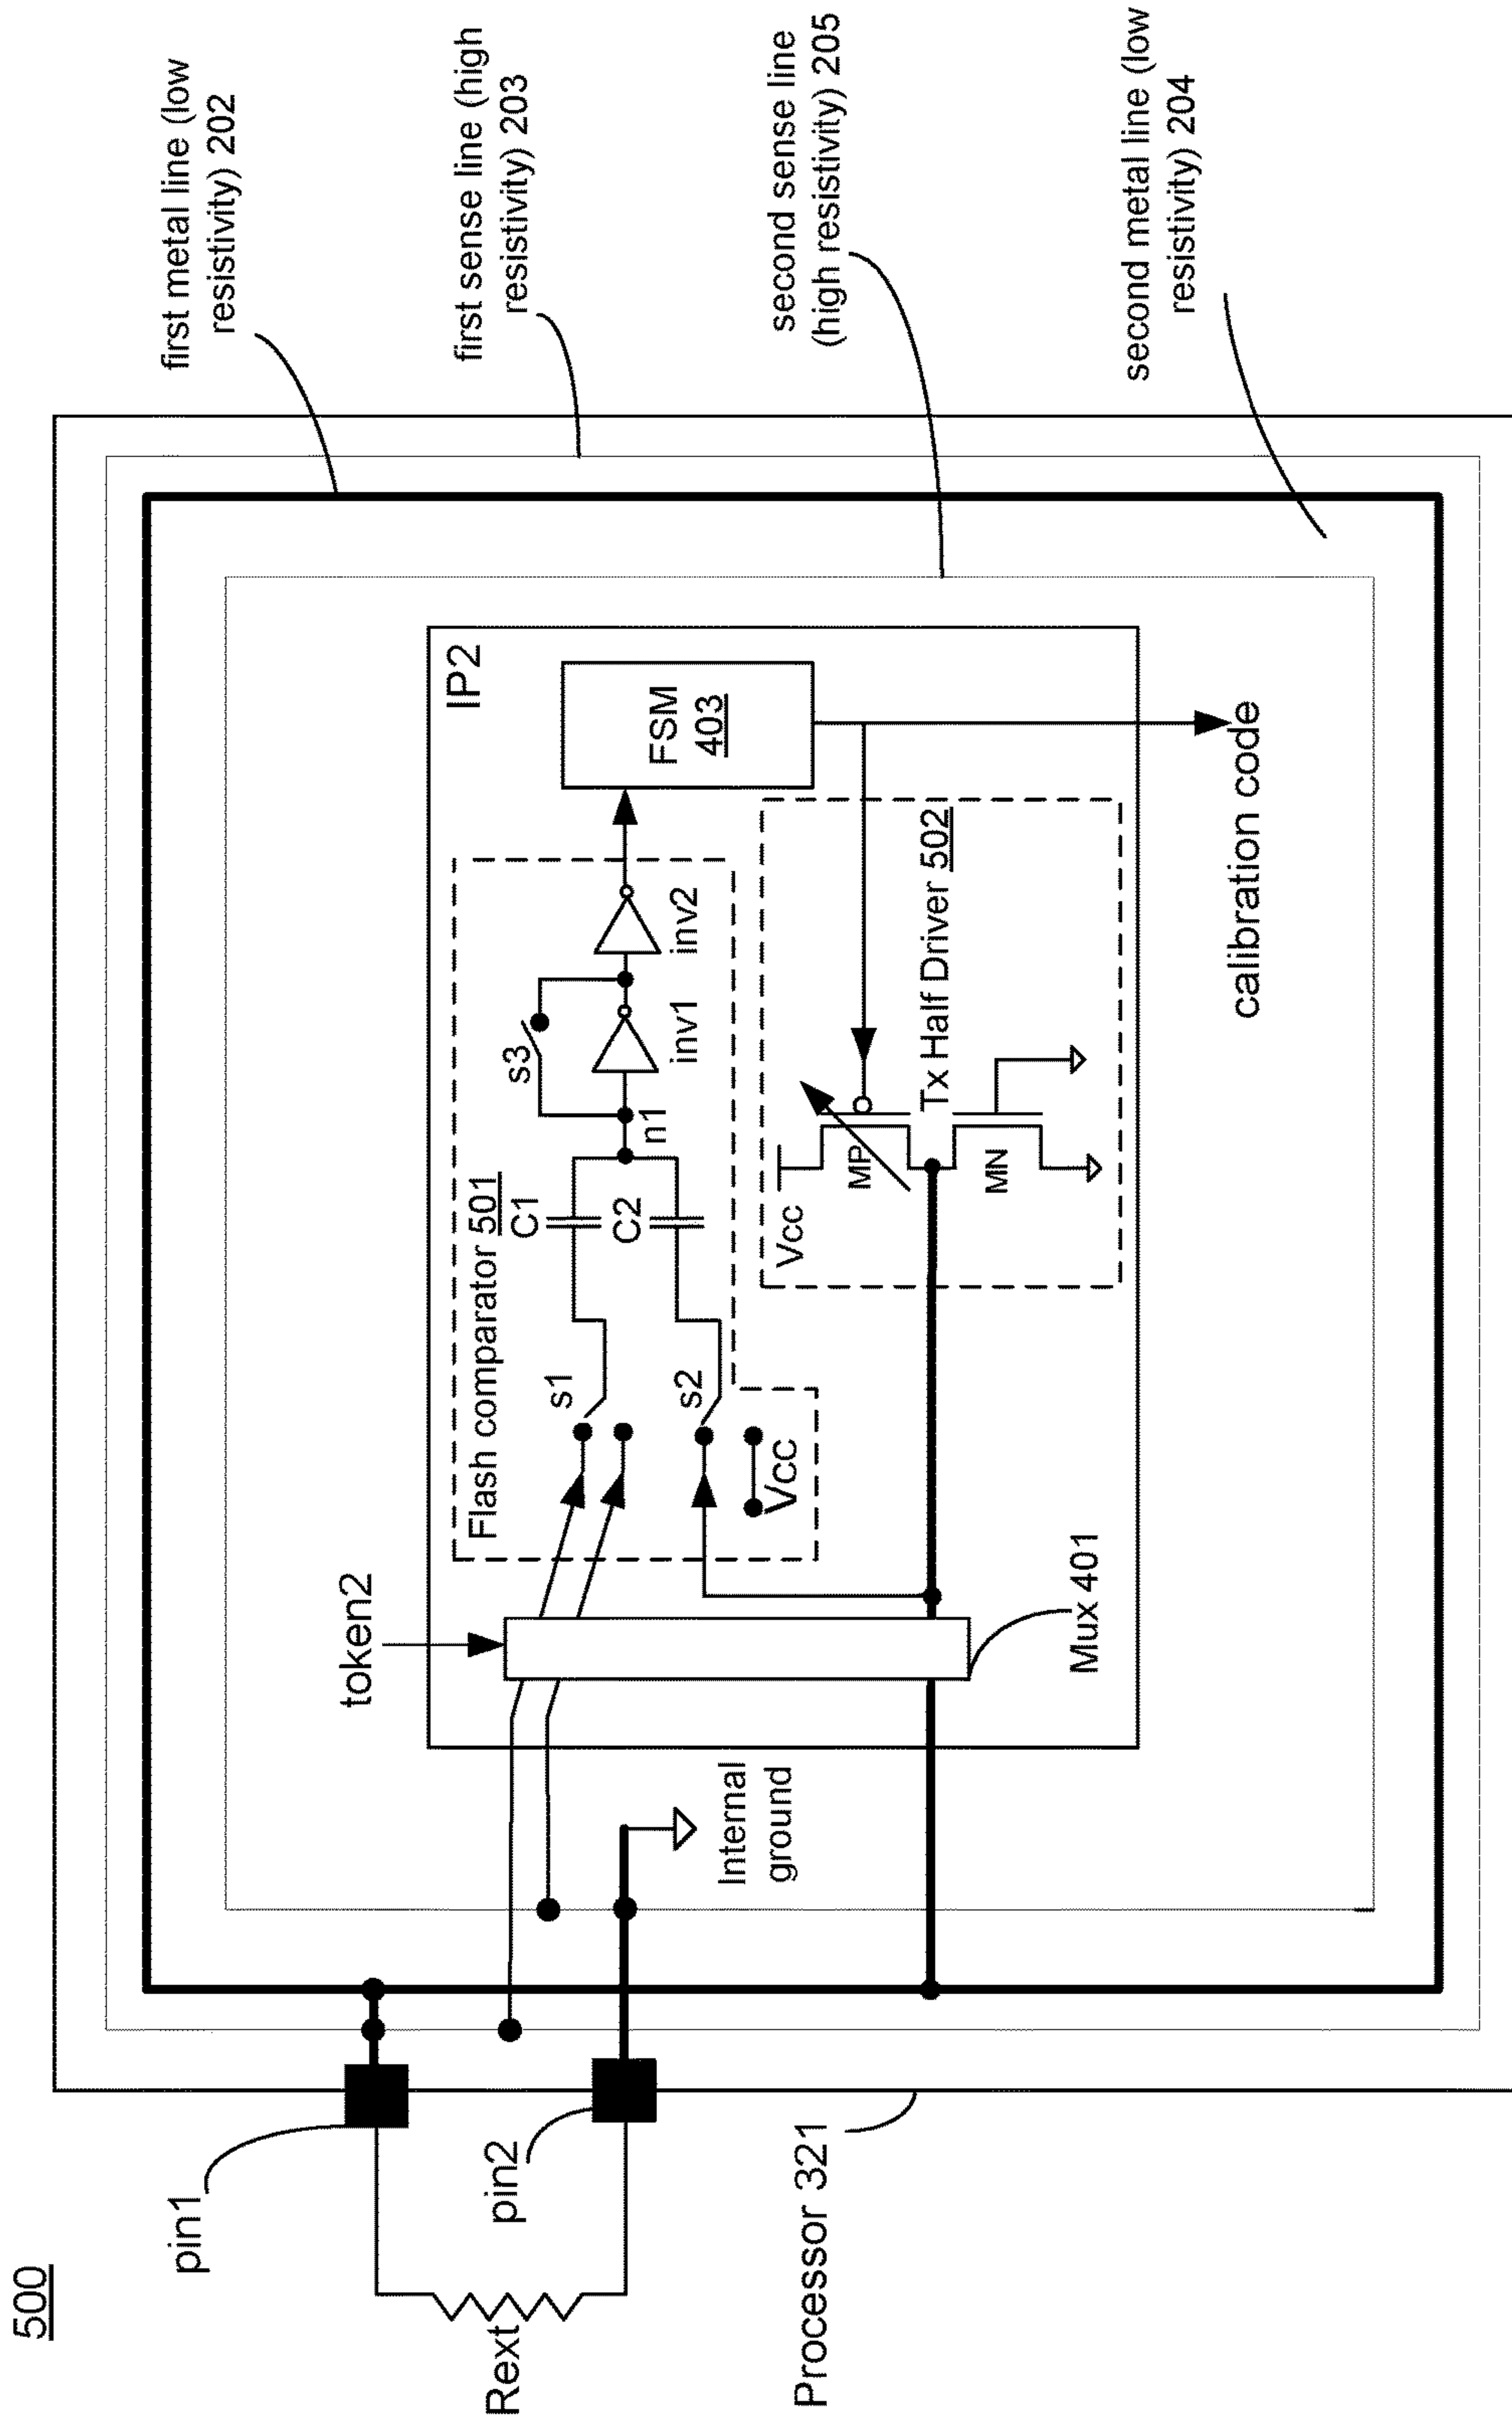 500
first metal line (low
resistivity) 202
first sense line (high
resistivity) 203
second sense line
(high resistivity) 205
second metal line (low
resistivity) 204
pin1
pin2
Rext
Processor 321
token2
Internal
ground
Mux 401
IP2
Flash comparator 501
s1
s2
Vcc
C1
C2
n1
s3
inv1
inv2
FSM
403
Tx Half Driver 502
Vcc
MP
MN
calibration code